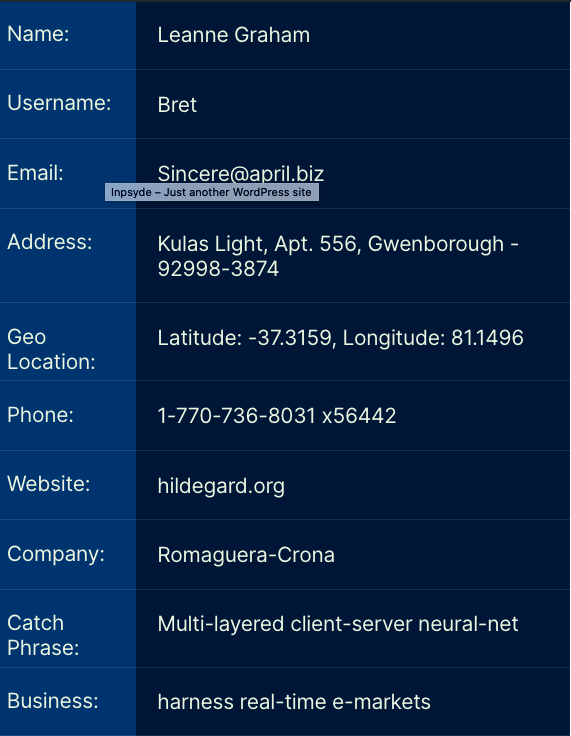 Name:
Leanne Graham
Username:
Bret
Email:
Sincere@april.biz
Inpsyde – Just another WordPress site
Address:
Kulas Light, Apt. 556, Gwenborough -
92998-3874
Geo
Location:
Latitude: -37.3159, Longitude: 81.1496
Phone:
1-770-736-8031 x56442
Website:
hildegard.org
Company:
Romaguera-Crona
Catch
Phrase:
Multi-layered client-server neural-net
Business:
harness real-time e-markets